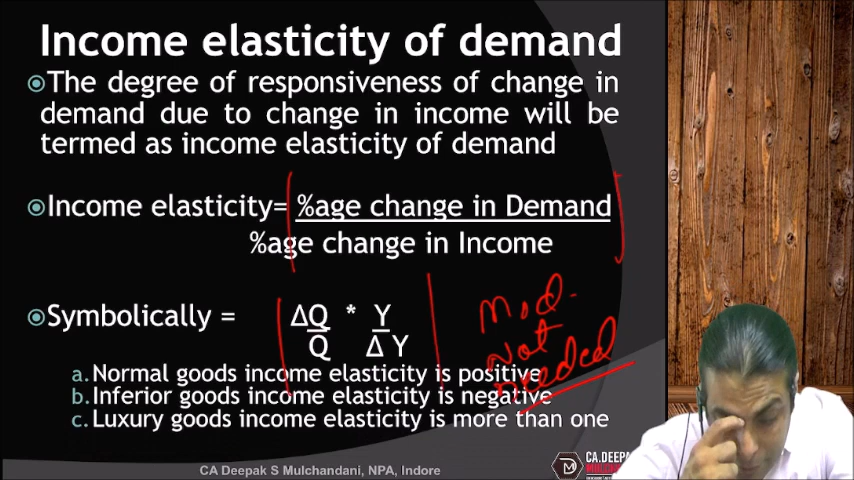 Income elasticity of demand
The degree of responsiveness of change in
demand due to change in income will be
termed as income elasticity of demand
Income elasticity= %age change in Demand
%age change in Income
Symbolically = ΔQ * Y
Q Δ Y
Mod.
Not
Needed
a. Normal goods income elasticity is positive
b. Inferior goods income elasticity is negative
c. Luxury goods income elasticity is more than one
CA Deepak S Mulchandani, NPA, Indore
CA.DEEPA
MULCHAN